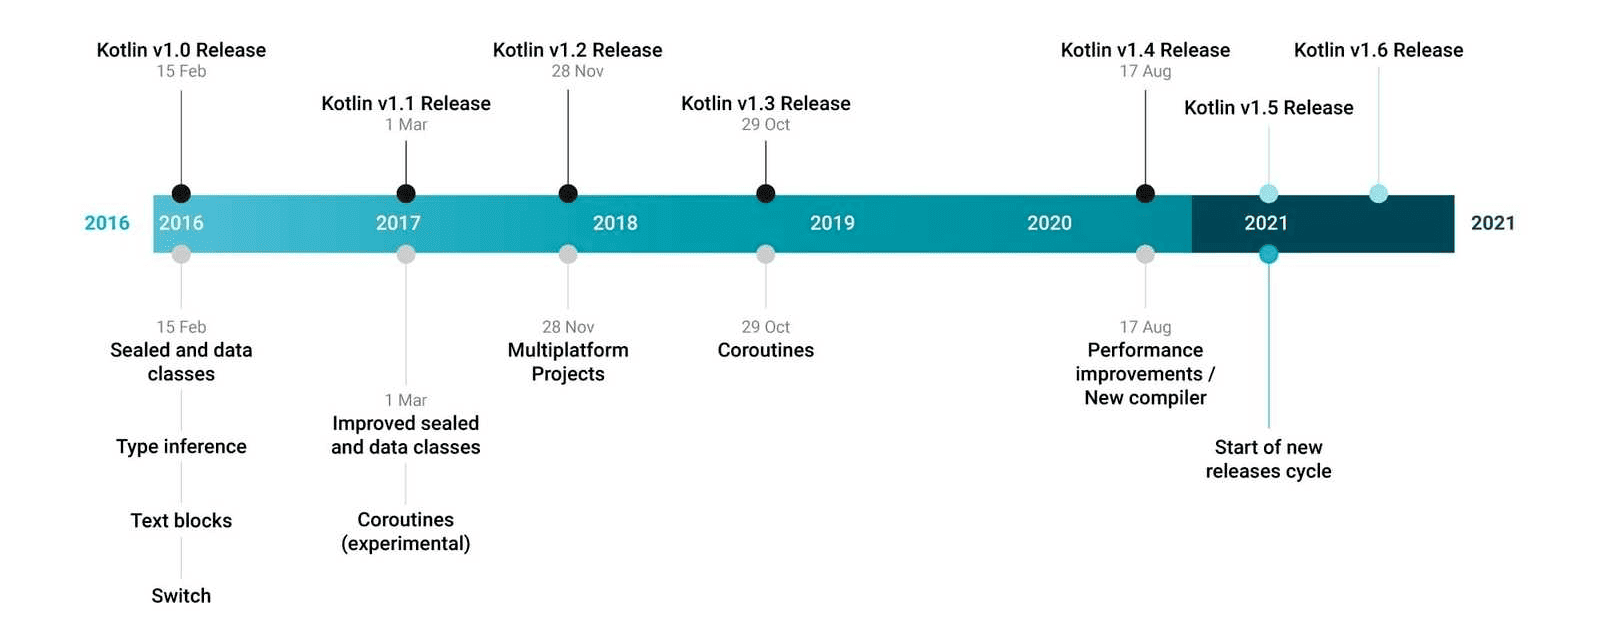 Kotlin v1.0 Release
15 Feb
Kotlin v1.1 Release
1 Mar
Kotlin v1.2 Release
28 Nov
Kotlin v1.3 Release
29 Oct
Kotlin v1.4 Release
17 Aug
Kotlin v1.5 Release
Kotlin v1.6 Release
2016
2016
2017
2018
2019
2020
2021
2021
15 Feb
Sealed and data
classes
Type inference
Text blocks
Switch
1 Mar
Improved sealed
and data classes
Coroutines
(experimental)
28 Nov
Multiplatform
Projects
29 Oct
Coroutines
17 Aug
Performance
improvements /
New compiler
Start of new
releases cycle